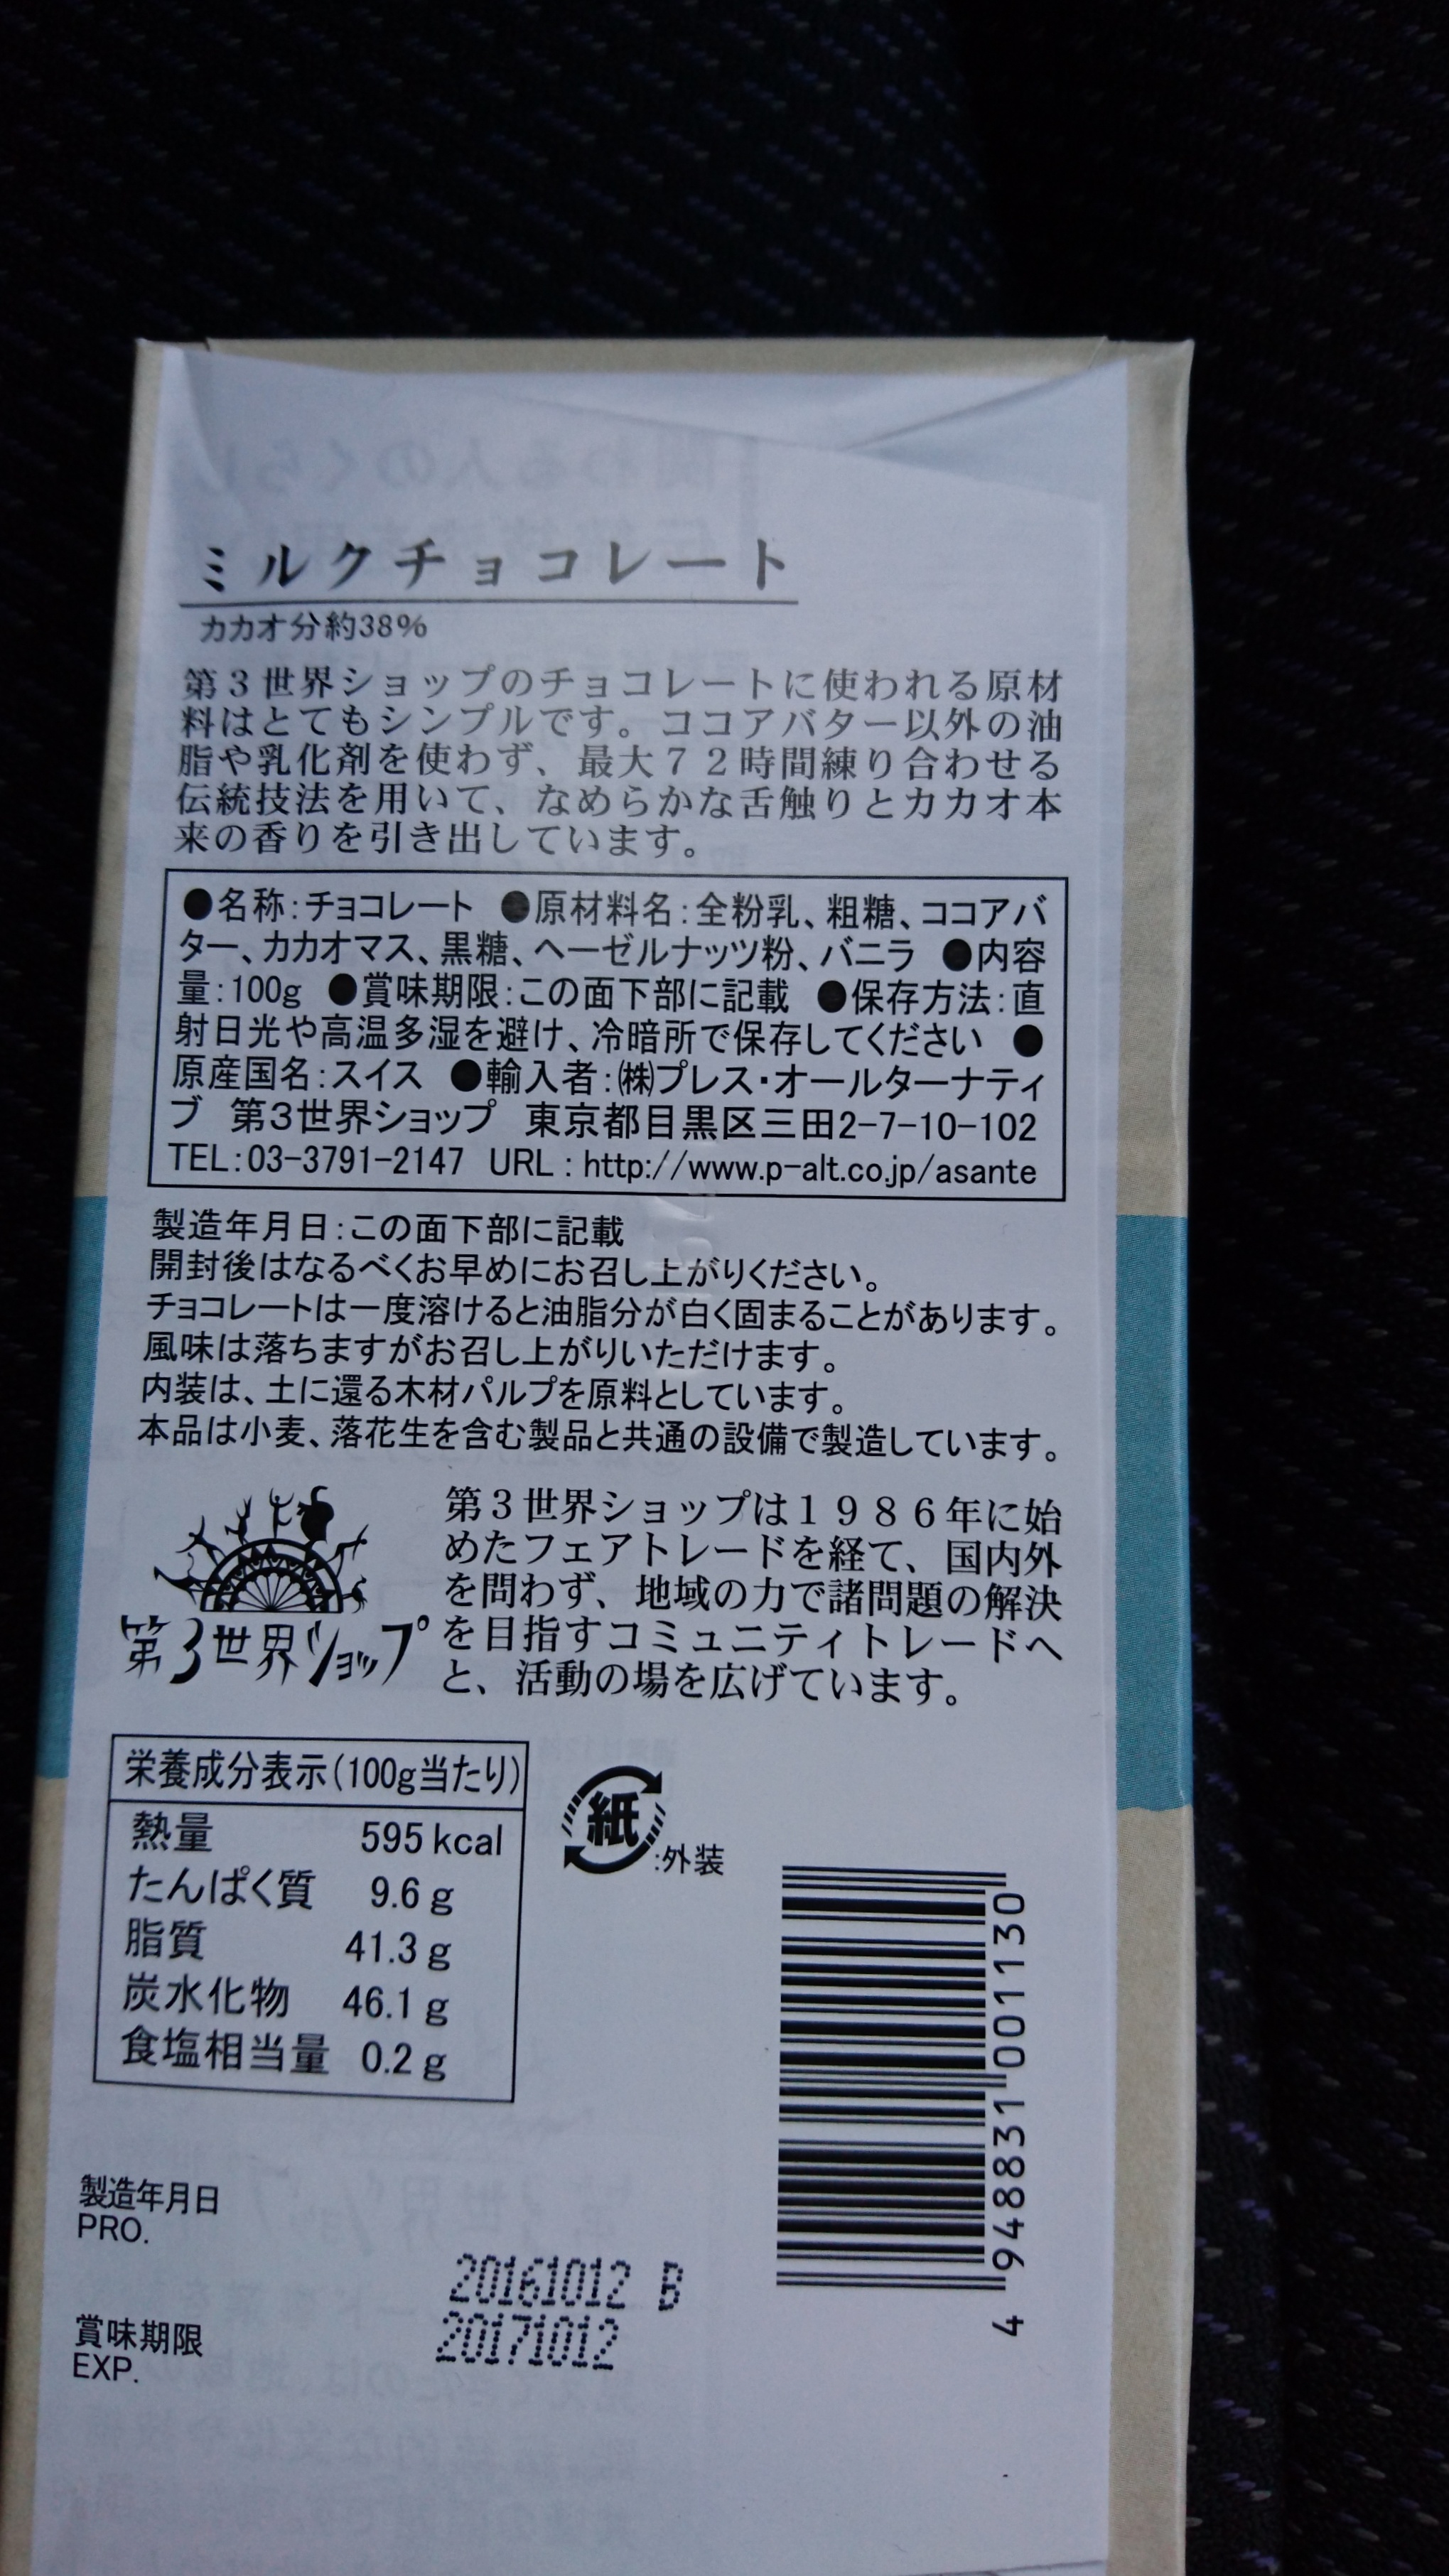 ミルクチョコレート
カカオ分約38%
第3世界ショップのチョコレートに使われる原材
料はとてもシンプルです。ココアバター以外の油
脂や乳化剤を使わず、最大72時間練り合わせる
伝統技法を用いて、なめらかな舌触りとカカオ本
来の香りを引き出しています。
●名称:チョコレート ●原材料名:全粉乳、粗糖、ココアバ
ター、カカオマス、黒糖、ヘーゼルナッツ粉、バニラ ●内容
量:100g ●賞味期限:この面下部に記載 ●保存方法:直
射日光や高温多湿を避け、冷暗所で保存してください ●
原産国名:スイス ●輸入者:㈱プレス・オールターナティ
ブ 第3世界ショップ 東京都目黒区三田2-7-10-102
TEL:03-3791-2147 URL : http://www.p-alt.co.jp/asante
製造年月日:この面下部に記載
開封後はなるべくお早めにお召し上がりください。
チョコレートは一度溶けると油脂分が白く固まることがあります。
風味は落ちますがお召し上がりいただけます。
内装は、土に還る木材パルプを原料としています。
本品は小麦、落花生を含む製品と共通の設備で製造しています。
第3世界ショップ
第3世界ショップは1986年に始
めたフェアトレードを経て、国内外
を問わず、地域の力で諸問題の解決
を目指すコミュニティトレードへ
と、活動の場を広げています。
栄養成分表示(100g当たり)
熱量 595 kcal
たんぱく質 9.6 g
脂質 41.3 g
炭水化物 46.1 g
食塩相当量 0.2 g
紙
:外装
4 948831 001130
製造年月日
PRO.
20161012 B
賞味期限
EXP.
20171012